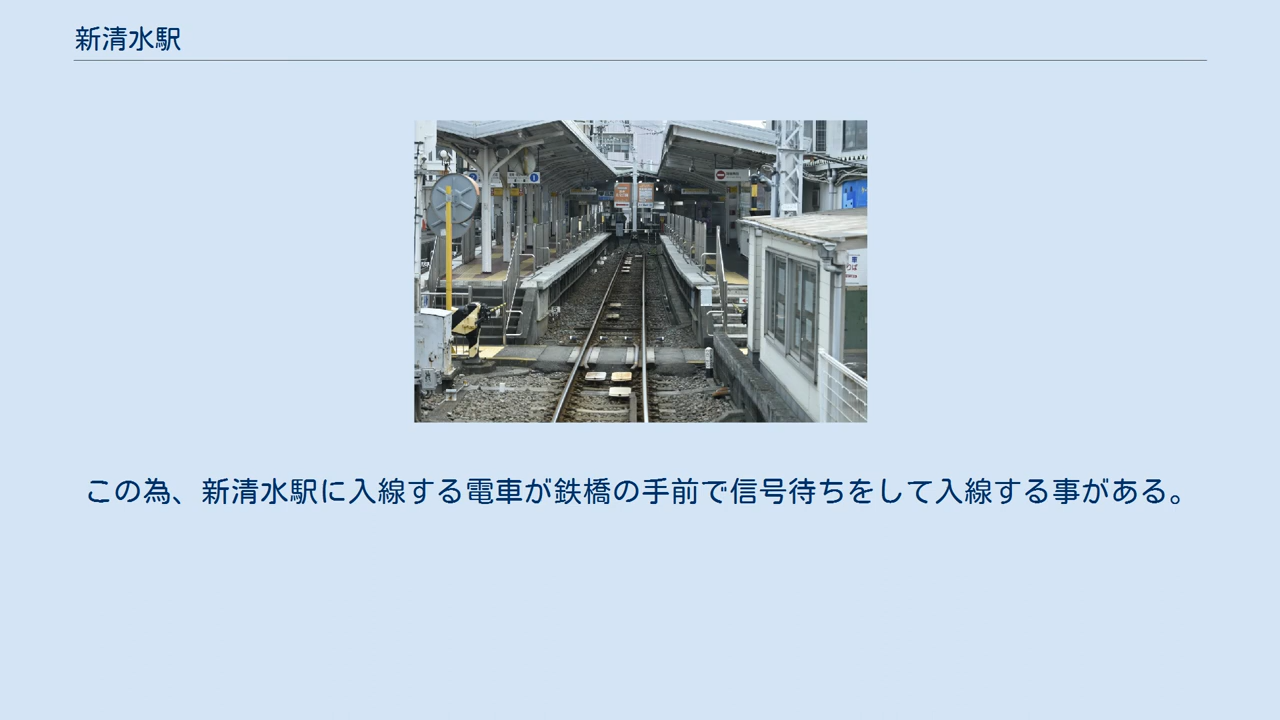 新清水駅
1
この為、新清水駅に入線する電車が鉄橋の手前で信号待ちをして入線する事がある。